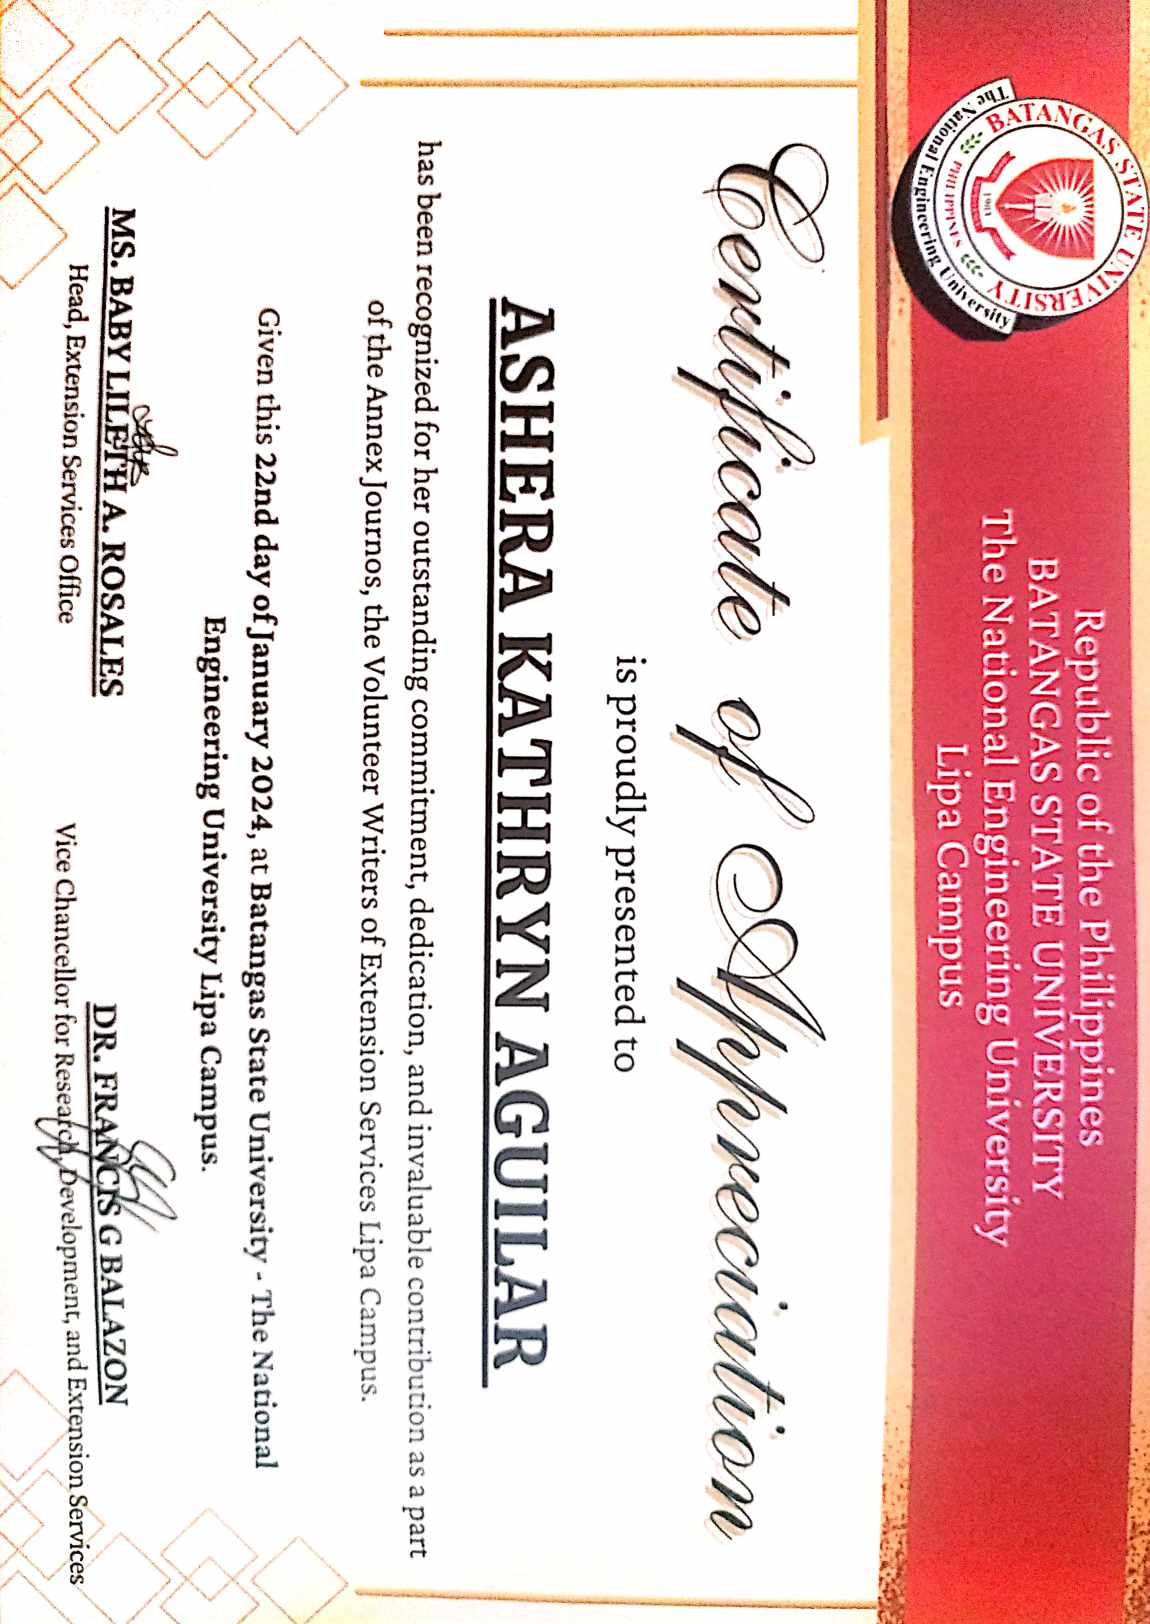 BATANGAS STATE UNIVERSITY
1903
PHILIPPINES
The National Engineering University
Republic of the Philippines
BATANGAS STATE UNIVERSITY
The National Engineering University
Lipa Campus
Certificate of Appreciation
is proudly presented to
ASHERA KATHRYN AGUILAR
has been recognized for her outstanding commitment, dedication, and invaluable contribution as a part
of the Annex Journos, the Volunteer Writers of Extension Services Lipa Campus.
Given this 22nd day of January 2024, at Batangas State University - The National
Engineering University Lipa Campus.
MS. BABY LILETH A. ROSALES
Head, Extension Services Office
DR. FRANCIS G BALAZON
Vice Chancellor for Research, Development, and Extension Services